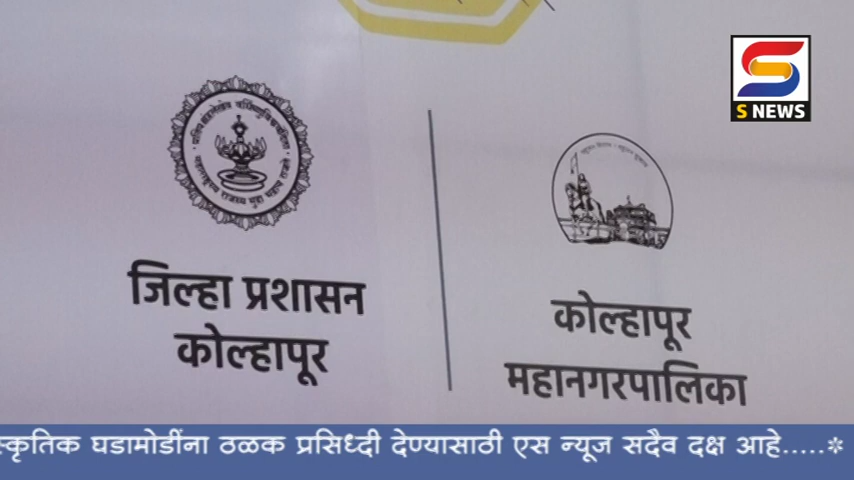 S NEWS
जिल्हा प्रशासन
कोल्हापूर
कोल्हापूर
महानगरपालिका
स्कृतिक घडामोडींना ठळक प्रसिध्दी देण्यासाठी एस न्यूज सदैव दक्ष आहे.....*